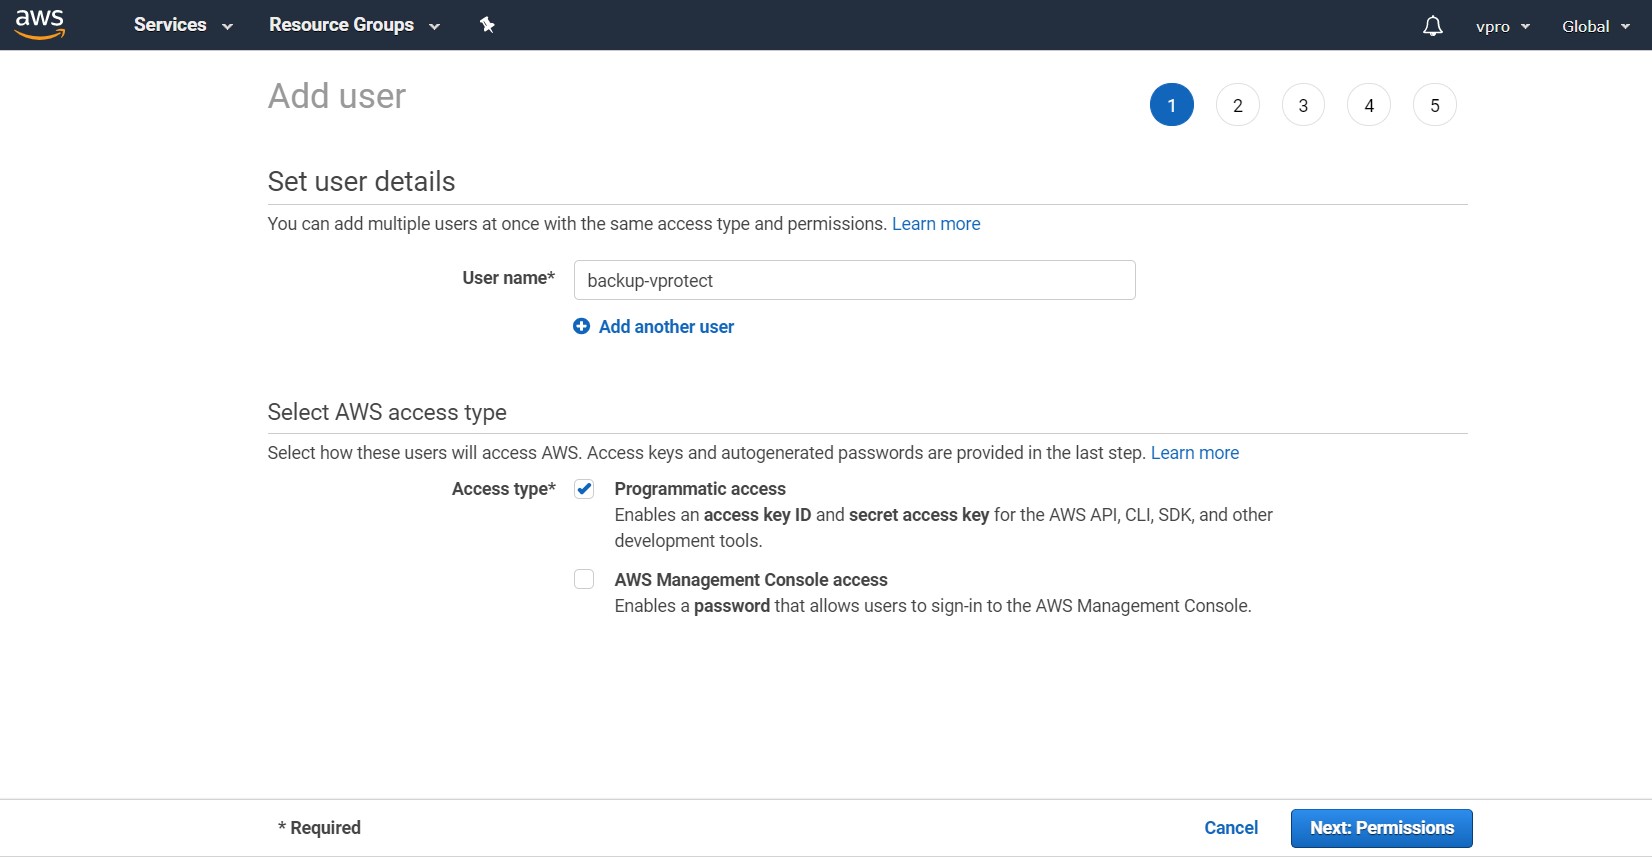 aws Services Resource Groups vpro Global
Add user 1 2 3 4 5
Set user details
You can add multiple users at once with the same access type and permissions. Learn more
User name* backup-vprotect
Add another user
Select AWS access type
Select how these users will access AWS. Access keys and autogenerated passwords are provided in the last step. Learn more
Access type* Programmatic access
Enables an access key ID and secret access key for the AWS API, CLI, SDK, and other
development tools.
AWS Management Console access
Enables a password that allows users to sign-in to the AWS Management Console.
* Required Cancel Next: Permissions